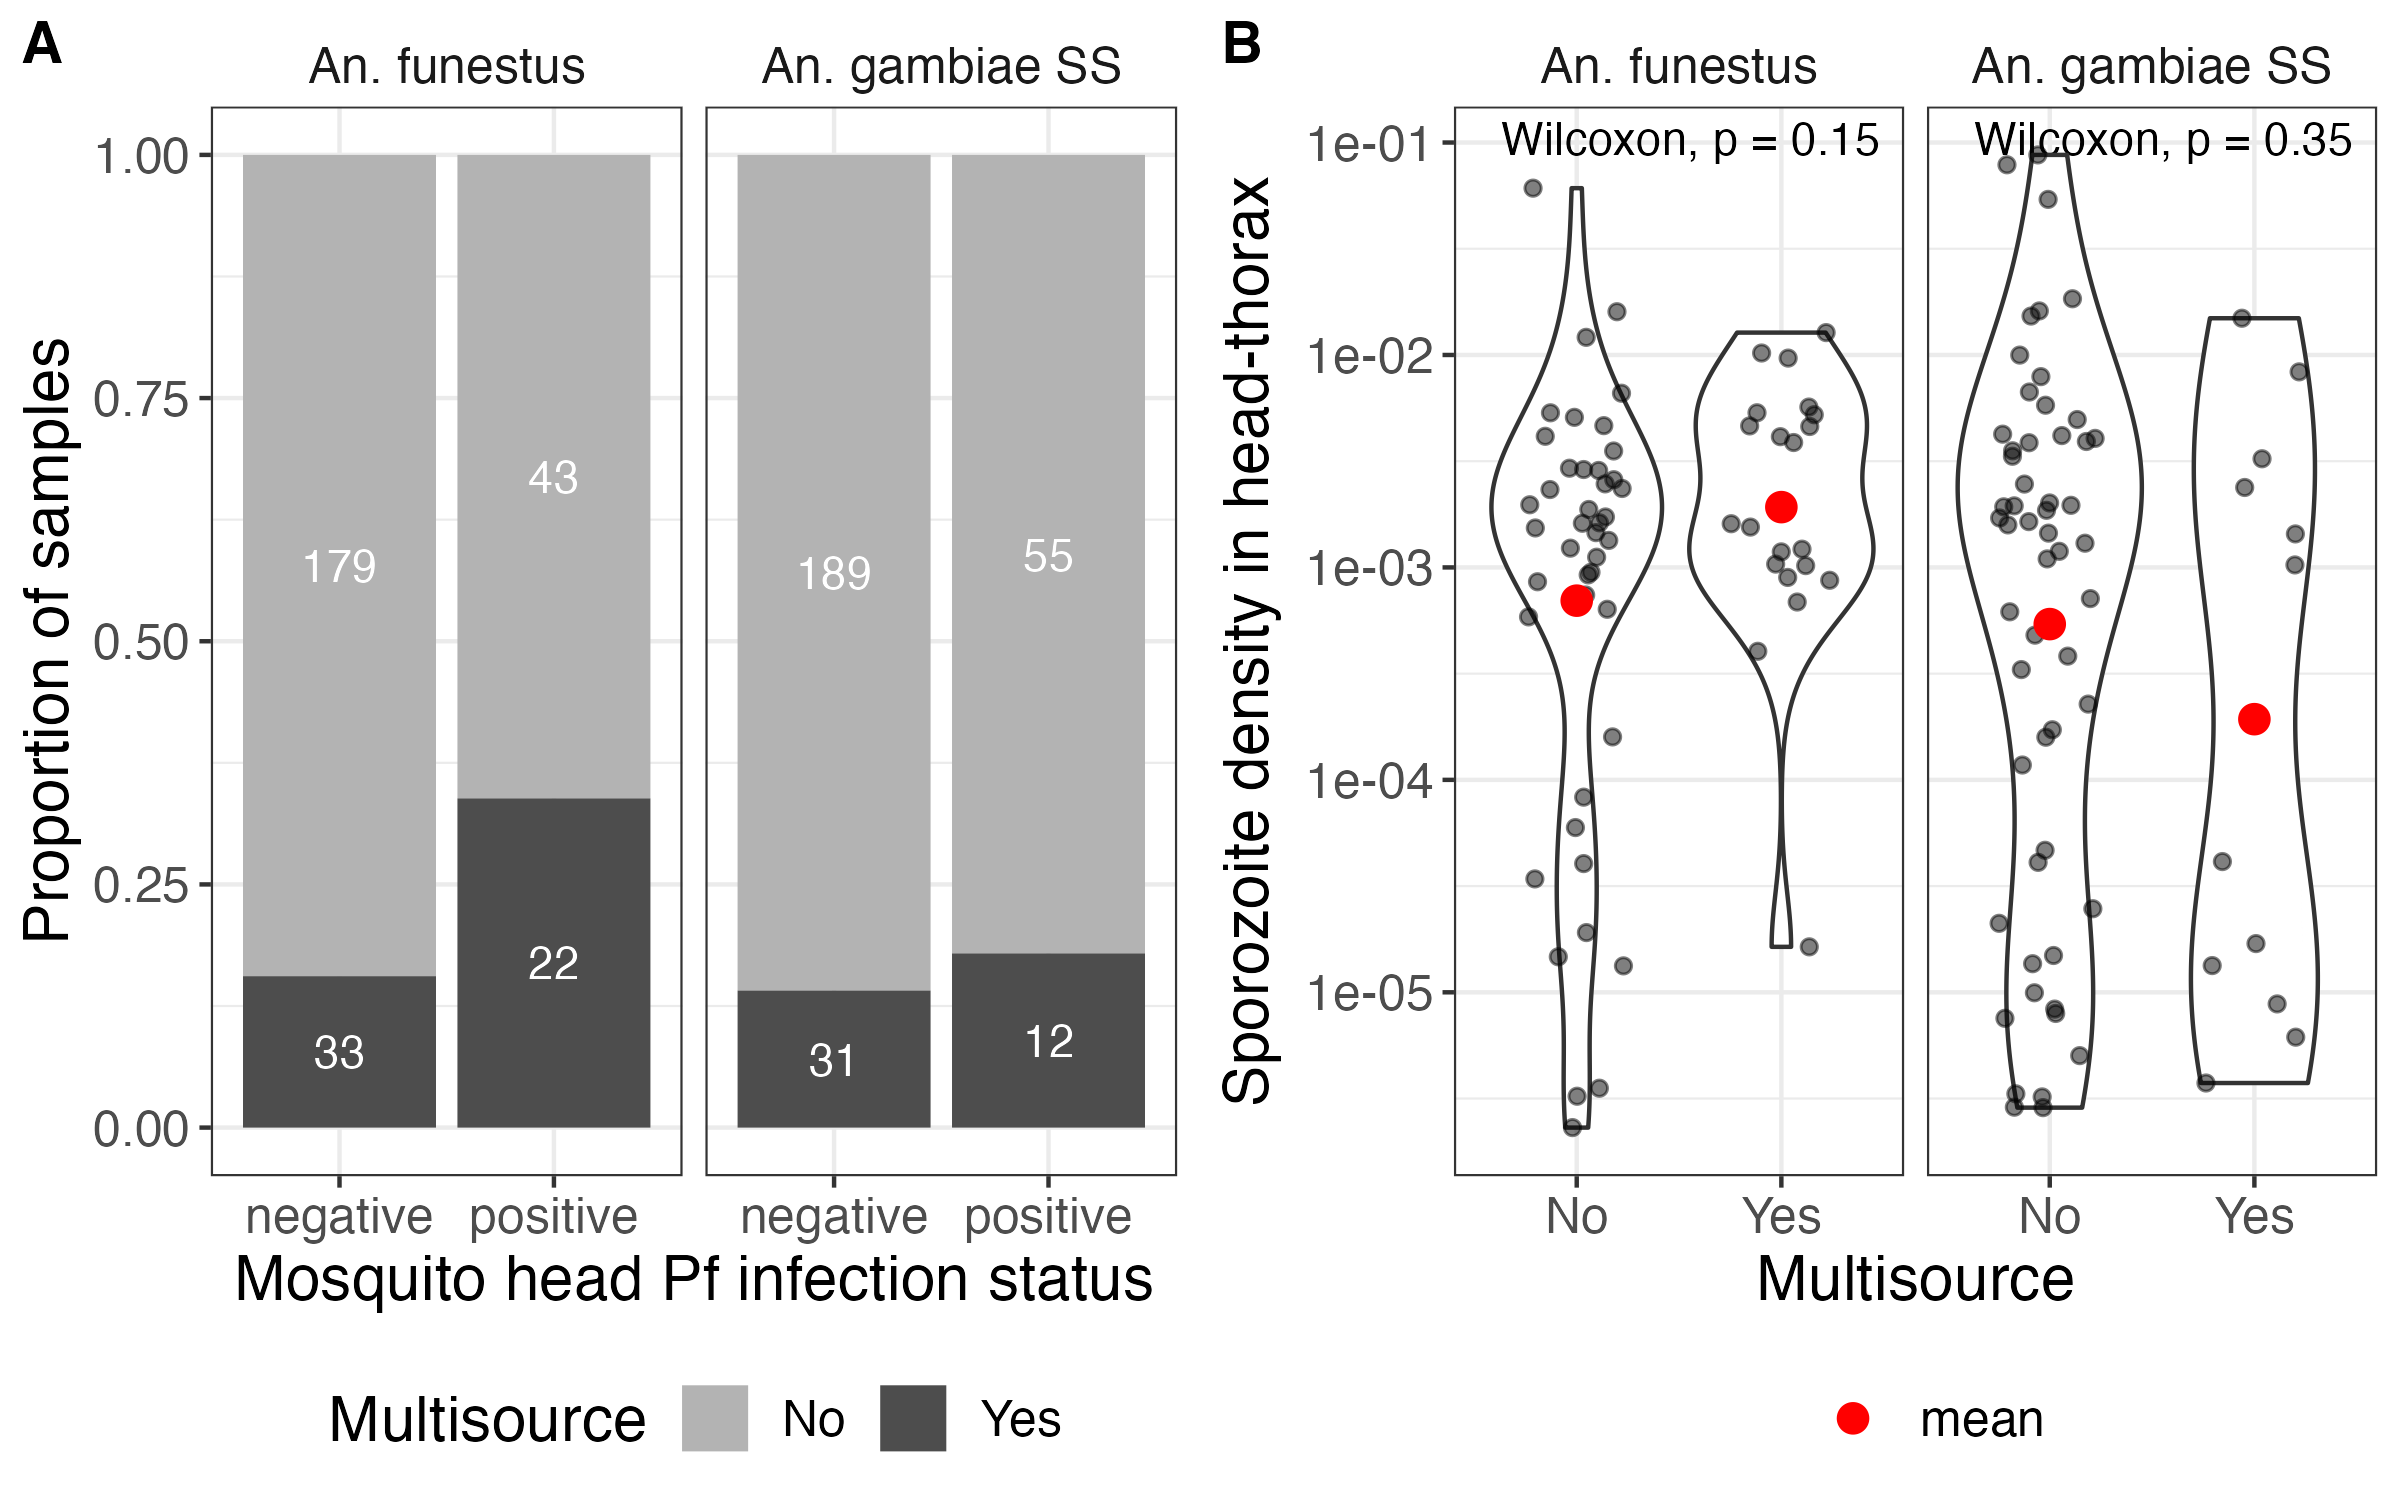 A
An. funestus
An. gambiae SS
Proportion of samples
1.00
0.75
0.50
0.25
0.00
179
43
189
55
33
22
31
12
negative
positive
negative
positive
Mosquito head Pf infection status
Multisource
No
Yes
B
An. funestus
An. gambiae SS
Wilcoxon, p = 0.15
Wilcoxon, p = 0.35
Sporozoite density in head-thorax
1e-01
1e-02
1e-03
1e-04
1e-05
No
Yes
No
Yes
Multisource
mean